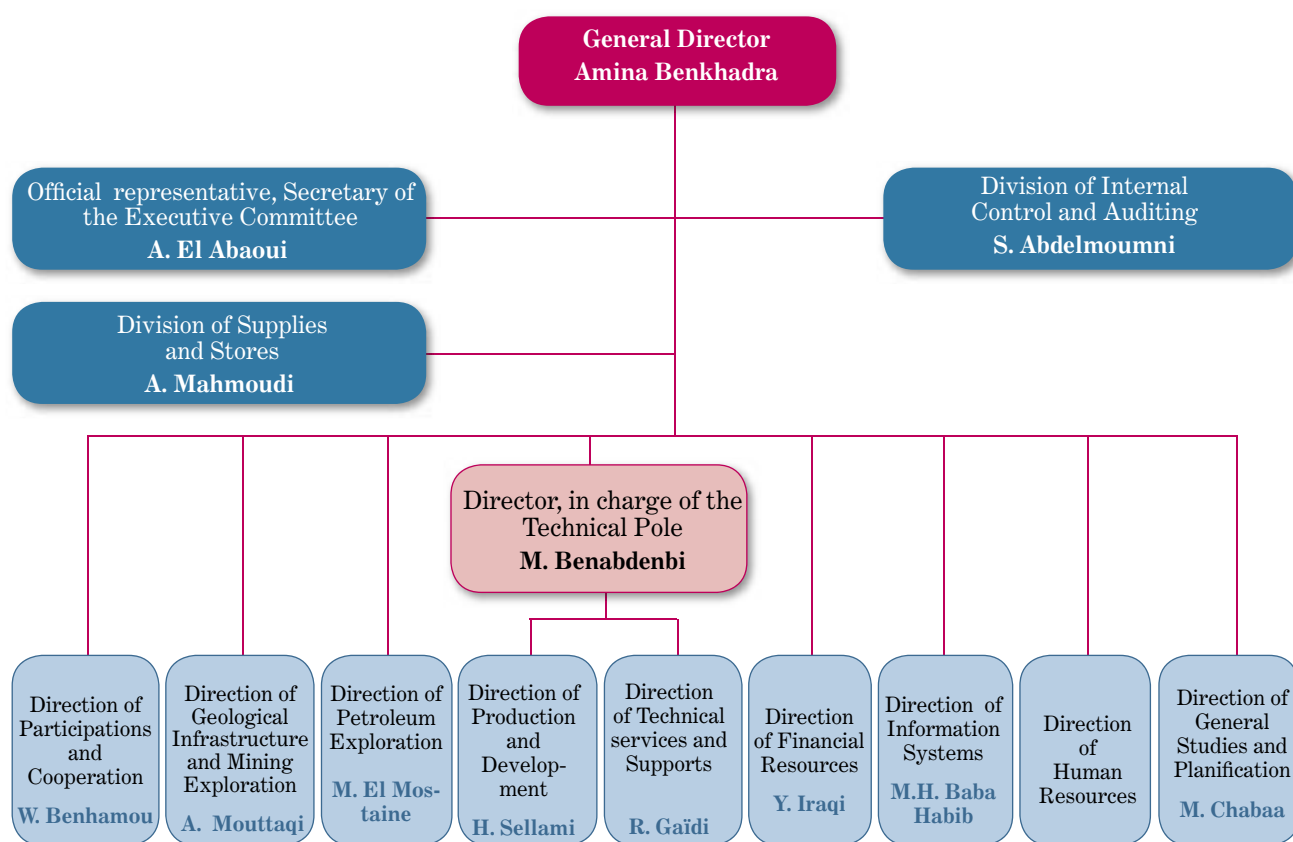 General Director
Amina Benkhadra
Official representative, Secretary of
the Executive Committee
A. El Abaoui
Division of Internal
Control and Auditing
S. Abdelmoumni
Division of Supplies
and Stores
A. Mahmoudi
Director, in charge of the
Technical Pole
M. Benabdenbi
Direction of
Participations
and
Cooperation
W. Benhamou
Direction of
Geological
Infrastructure
and Mining
Exploration
A. Mouttaqi
Direction of
Petroleum
Exploration
M. El Mos-
taine
Direction of
Production
and
Develop-
ment
H. Sellami
Direction
of Technical
services and
Supports
R. Gaïdi
Direction
of Financial
Resources
Y. Iraqi
Direction of
Information
Systems
M.H. Baba
Habib
Direction
of
Human
Resources
Direction of
General
Studies and
Planification
M. Chabaa